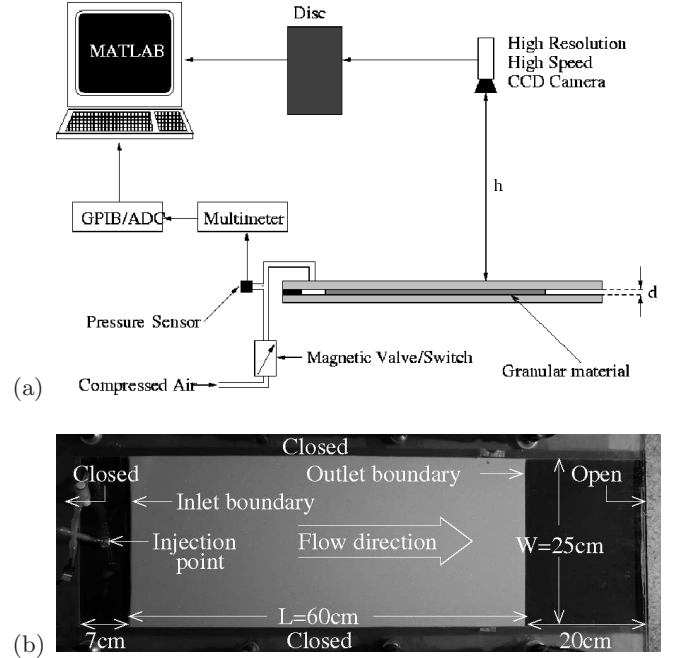 Disc
MATLAB
High Resolution
High Speed
CCD Camera
h
GPIB/ADC
Multimeter
d
Pressure Sensor
Magnetic Valve/Switch
Granular material
Compressed Air
(a)
Closed
Closed
Outlet boundary
Open
Inlet boundary
Injection
point
Flow direction
W=25cm
L=60cm
7cm
Closed
20cm
(b)